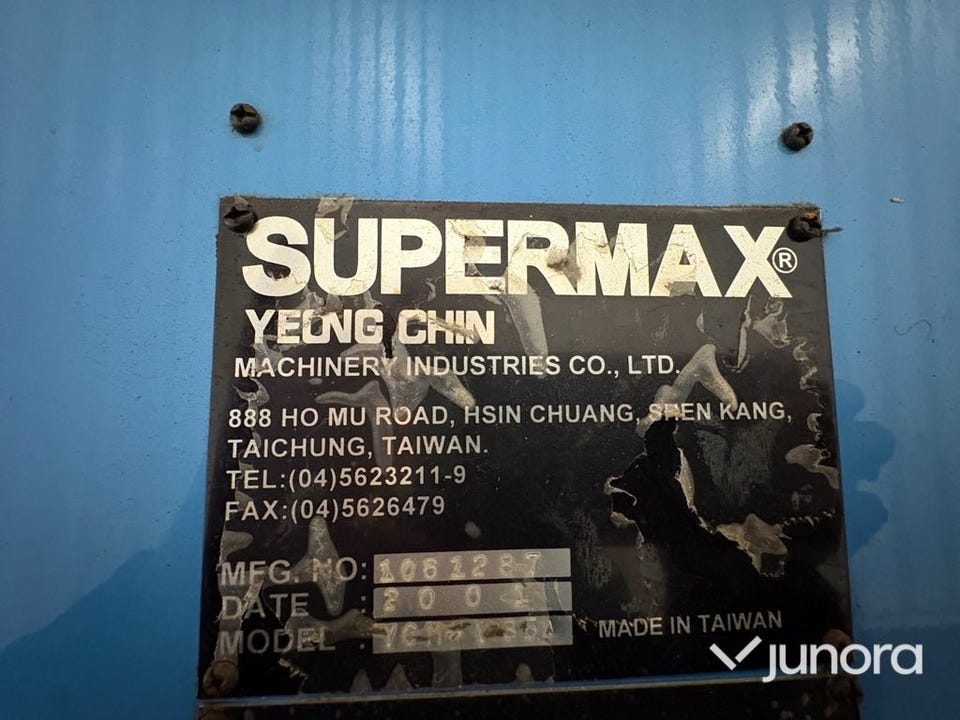 SUPERMAX®
YEONG CHIN
MACHINERY INDUSTRIES CO., LTD.
888 HO MU ROAD, HSIN CHUANG, SHEN KANG,
TAICHUNG, TAIWAN.
TEL:(04)5623211-9
FAX:(04)5626479
MFG. NO: 1061287
DATE : 2001
MODEL :
MADE IN TAIWAN
junora